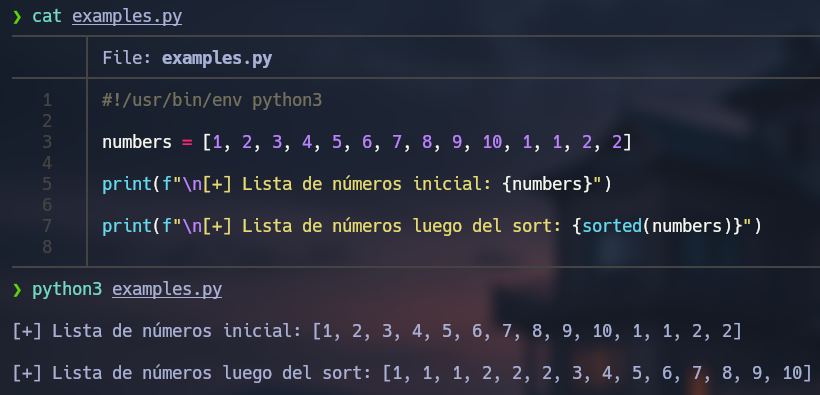 ❯ cat examples.py
File: examples.py
1 #!/usr/bin/env python3
2
3 numbers = [1, 2, 3, 4, 5, 6, 7, 8, 9, 10, 1, 1, 2, 2]
4
5 print(f"\n[+] Lista de números inicial: {numbers}")
6
7 print(f"\n[+] Lista de números luego del sort: {sorted(numbers)}")
8
❯ python3 examples.py
[+] Lista de números inicial: [1, 2, 3, 4, 5, 6, 7, 8, 9, 10, 1, 1, 2, 2]
[+] Lista de números luego del sort: [1, 1, 1, 2, 2, 2, 3, 4, 5, 6, 7, 8, 9, 10]